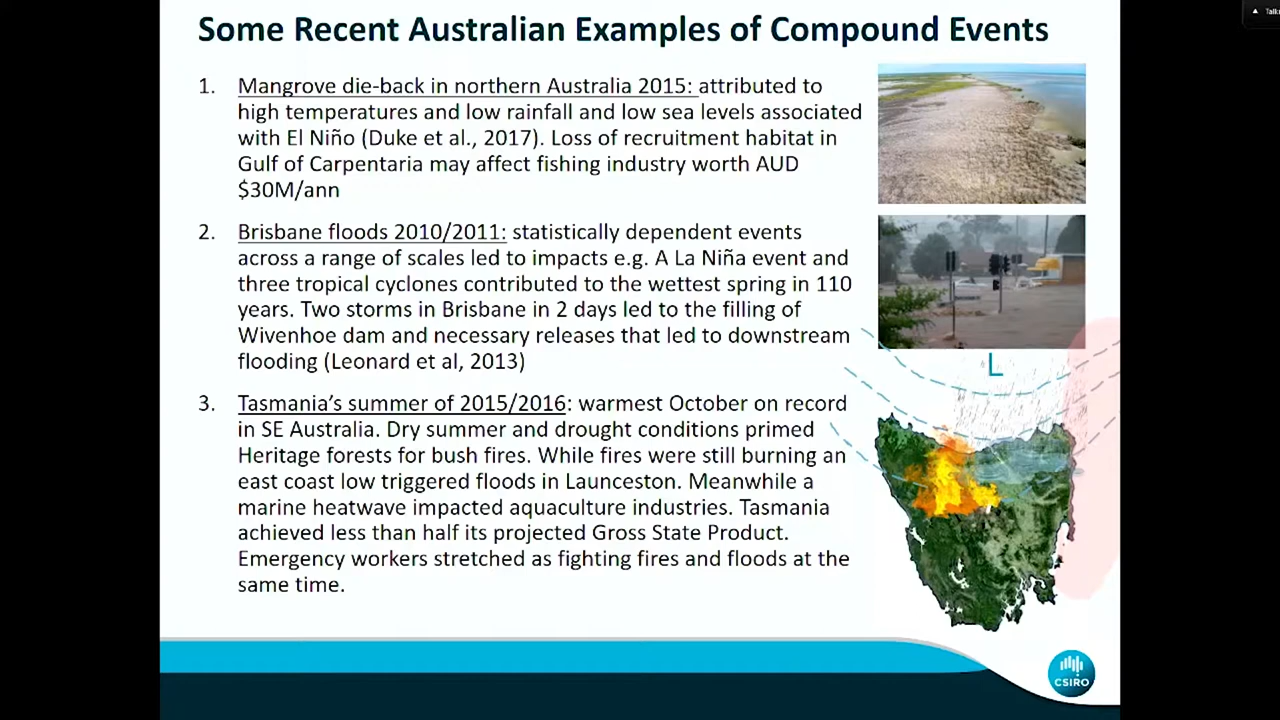 Talki
Some Recent Australian Examples of Compound Events
1. Mangrove die-back in northern Australia 2015: attributed to
high temperatures and low rainfall and low sea levels associated
with El Niño (Duke et al., 2017). Loss of recruitment habitat in
Gulf of Carpentaria may affect fishing industry worth AUD
$30M/ann
2. Brisbane floods 2010/2011: statistically dependent events
across a range of scales led to impacts e.g. A La Niña event and
three tropical cyclones contributed to the wettest spring in 110
years. Two storms in Brisbane in 2 days led to the filling of
Wivenhoe dam and necessary releases that led to downstream
flooding (Leonard et al, 2013)
3. Tasmania’s summer of 2015/2016: warmest October on record
in SE Australia. Dry summer and drought conditions primed
Heritage forests for bush fires. While fires were still burning an
east coast low triggered floods in Launceston. Meanwhile a
marine heatwave impacted aquaculture industries. Tasmania
achieved less than half its projected Gross State Product.
Emergency workers stretched as fighting fires and floods at the
same time.
L
CSIRO